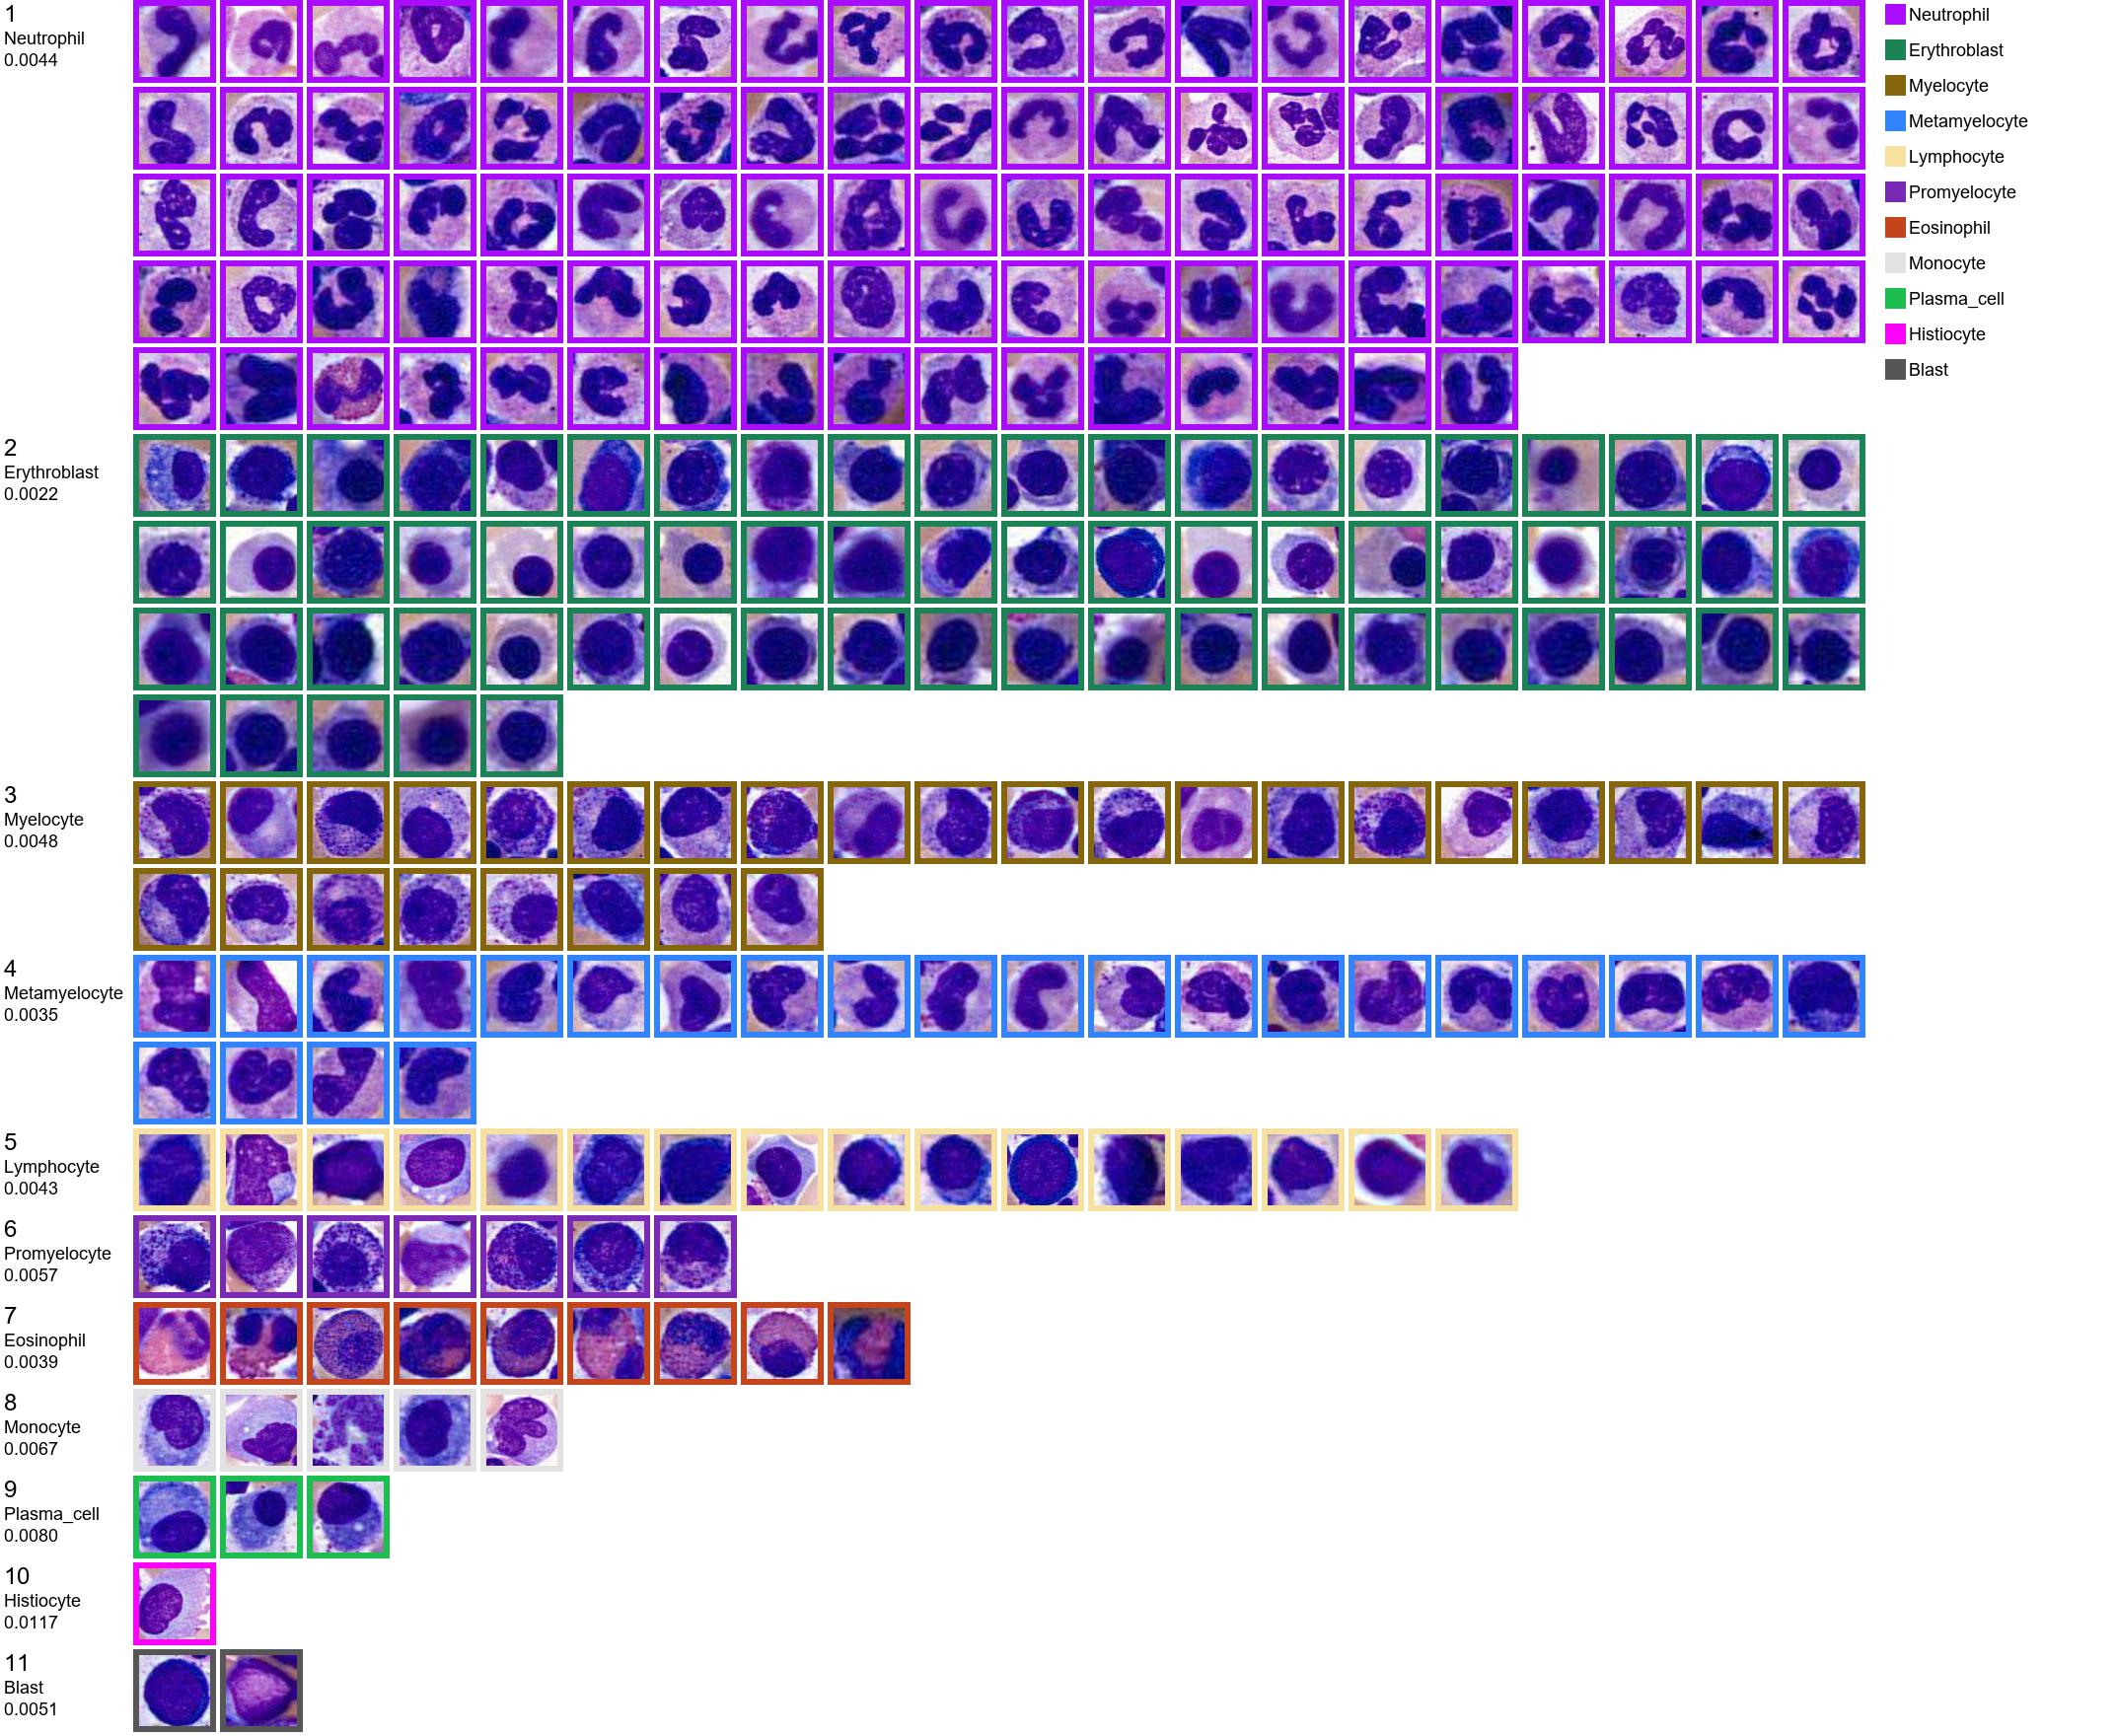 1
Neutrophil
0.0044
2
Erythroblast
0.0022
3
Myelocyte
0.0048
4
Metamyelocyte
0.0035
5
Lymphocyte
0.0043
6
Promyelocyte
0.0057
7
Eosinophil
0.0039
8
Monocyte
0.0067
9
Plasma_cell
0.0080
10
Histiocyte
0.0117
11
Blast
0.0051
Neutrophil
Erythroblast
Myelocyte
Metamyelocyte
Lymphocyte
Promyelocyte
Eosinophil
Monocyte
Plasma_cell
Histiocyte
Blast